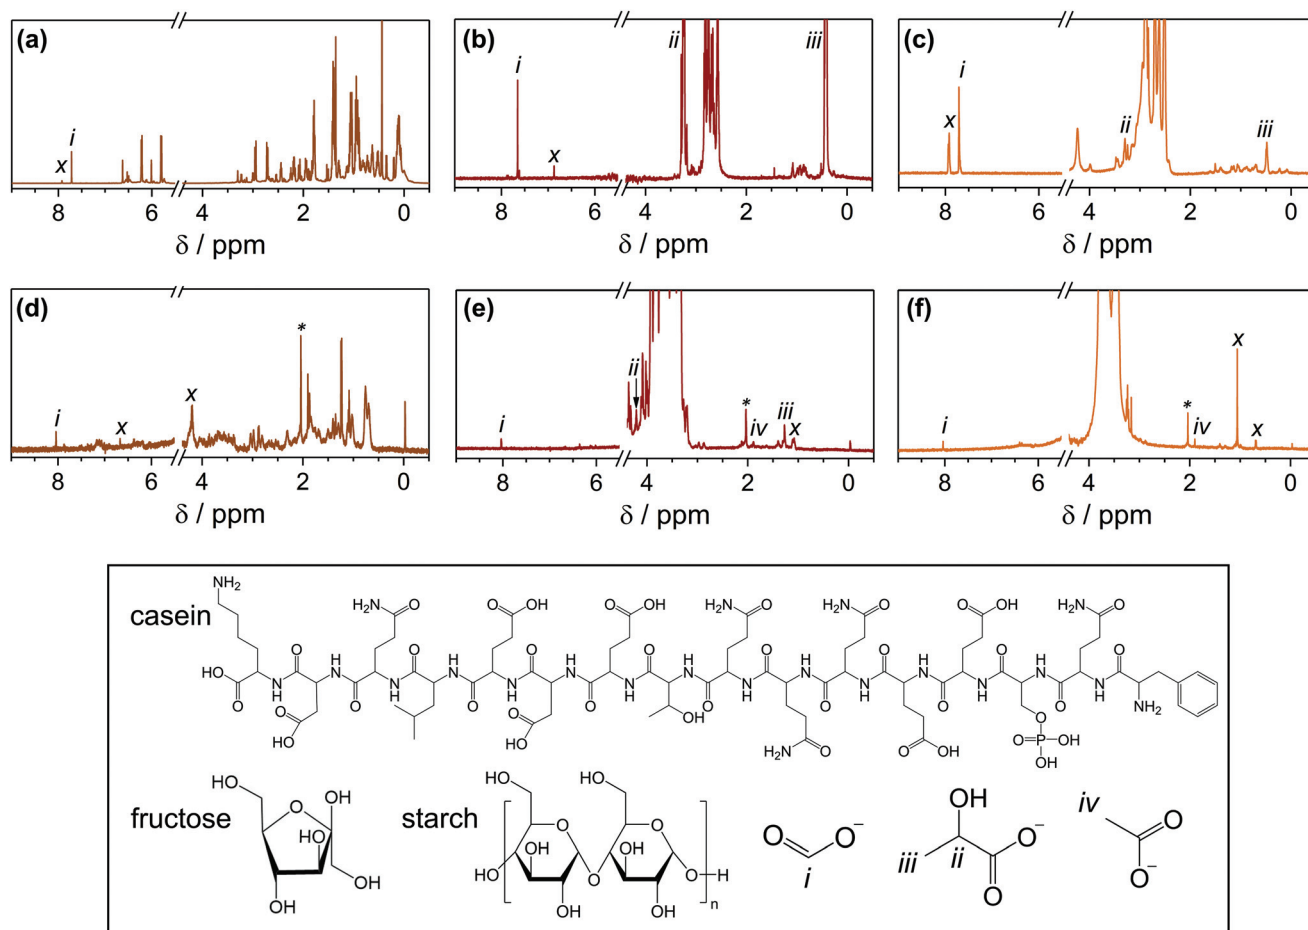 (a)
x
i
8
6
4
2
0
δ / ppm
(b)
i
x
ii
iii
8
6
4
2
0
δ / ppm
(c)
x
i
ii
iii
8
6
4
2
0
δ / ppm
(d)
i
x
x
*
8
6
4
2
0
δ / ppm
(e)
i
ii
*
iv
iii
x
8
6
4
2
0
δ / ppm
(f)
i
*
iv
x
x
8
6
4
2
0
δ / ppm
casein
NH2
H2N O
O OH
O OH
H2N O
H2N O
O OH
H2N O
HO O
O H N O H N O H N O H N O H N O H N O H N O
N H O N H O N H O N H O N H O N H O N H O
NH2
O
HO
O
HO
OH
O
H2N O
O OH
O
O=P-OH
OH
fructose
HO
O
OH
HO
OH
OH
starch
HO
HO
O
O
OH
OH
HO
OH
O
OH
OH
O
H
n
O
O−
i
OH
iii
ii
O−
O
iv
O
O−